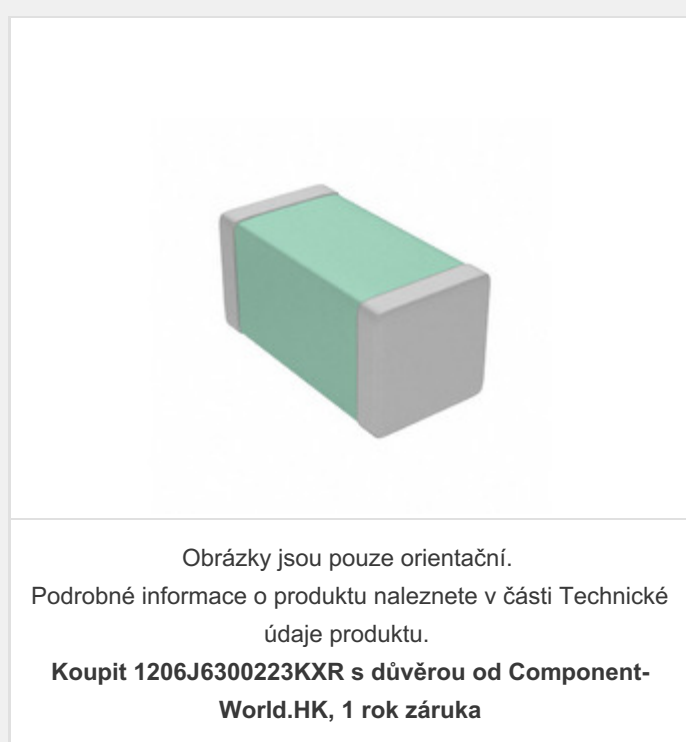 Obrázky jsou pouze orientační.
Podrobné informace o produktu naleznete v části Technické
údaje produktu.
Koupit 1206J6300223KXR s důvěrou od Component-
World.HK, 1 rok záruka